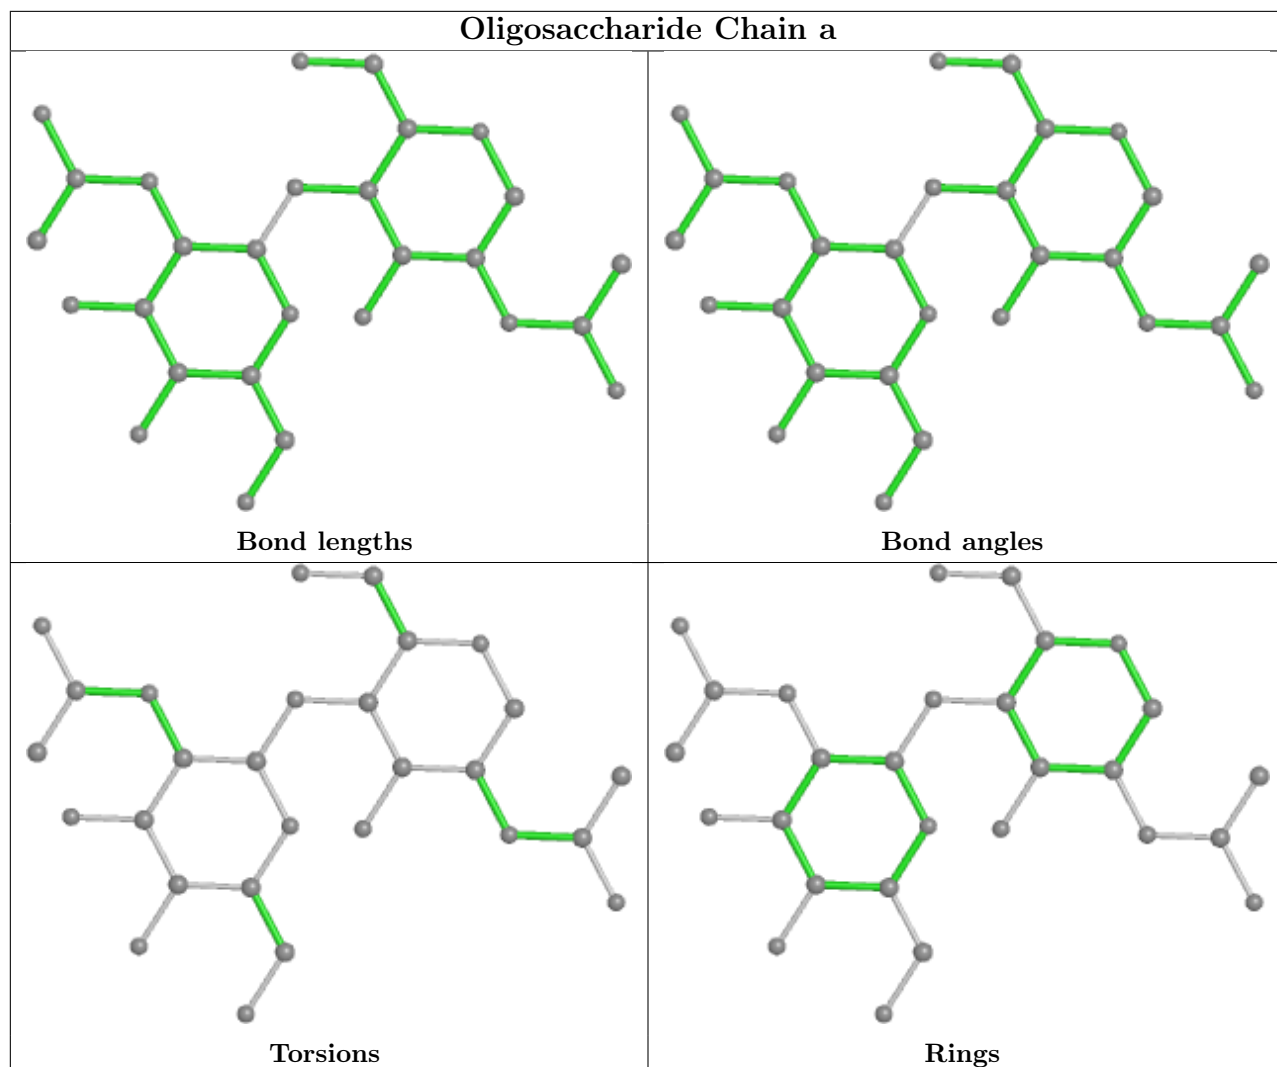 Oligosaccharide Chain a
Bond lengths
Bond angles
Torsions
Rings